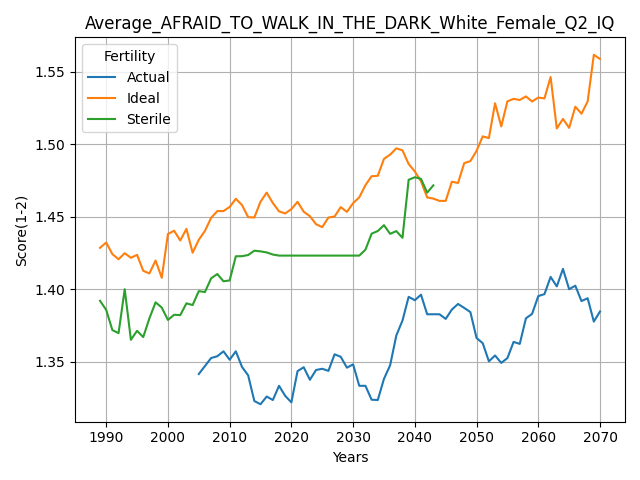 Average_AFRAID_TO_WALK_IN_THE_DARK_White_Female_Q2_IQ
Fertility
Actual
Ideal
Sterile
Score(1-2)
1.55
1.50
1.45
1.40
1.35
1990 2000 2010 2020 2030 2040 2050 2060 2070
Years